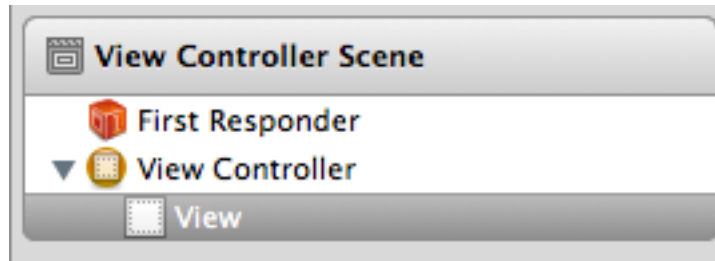 View Controller Scene
First Responder
View Controller
View